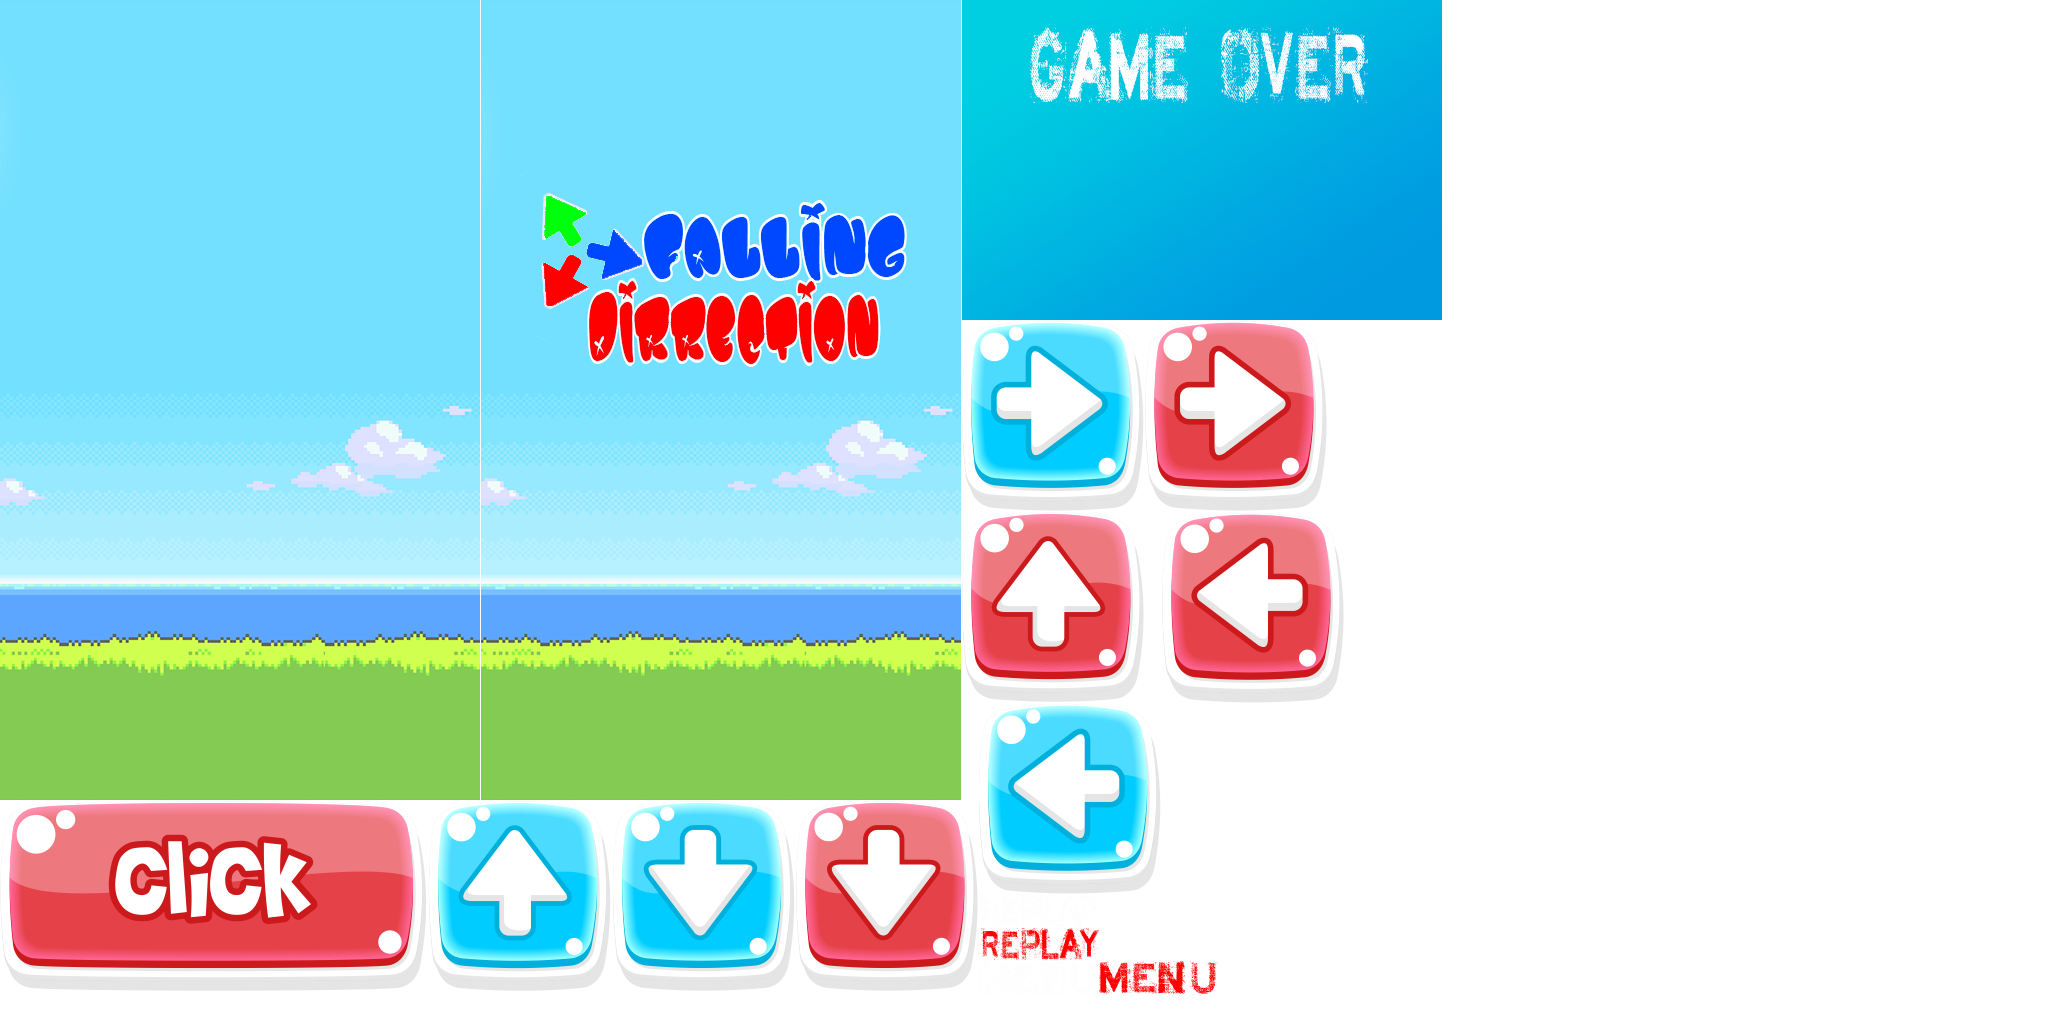 GAME OVER
FALLING
DIRRECTION
Click
REPLAY
MENU